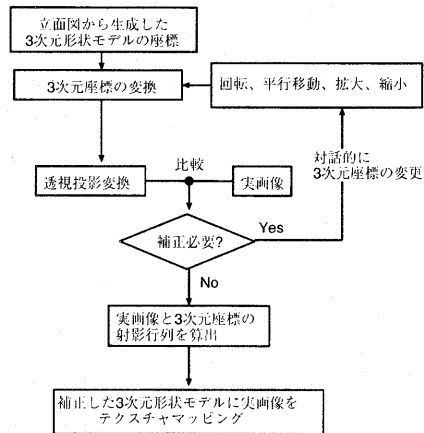 立面図から生成した
3次元形状モデルの座標
3次元座標の変換
回転、平行移動、拡大、縮小
対話的に
3次元座標の変更
比較
透視投影変換
実画像
補正必要?
Yes
No
実画像と3次元座標の
射影行列を算出
補正した3次元形状モデルに実画像を
テクスチャマッピング